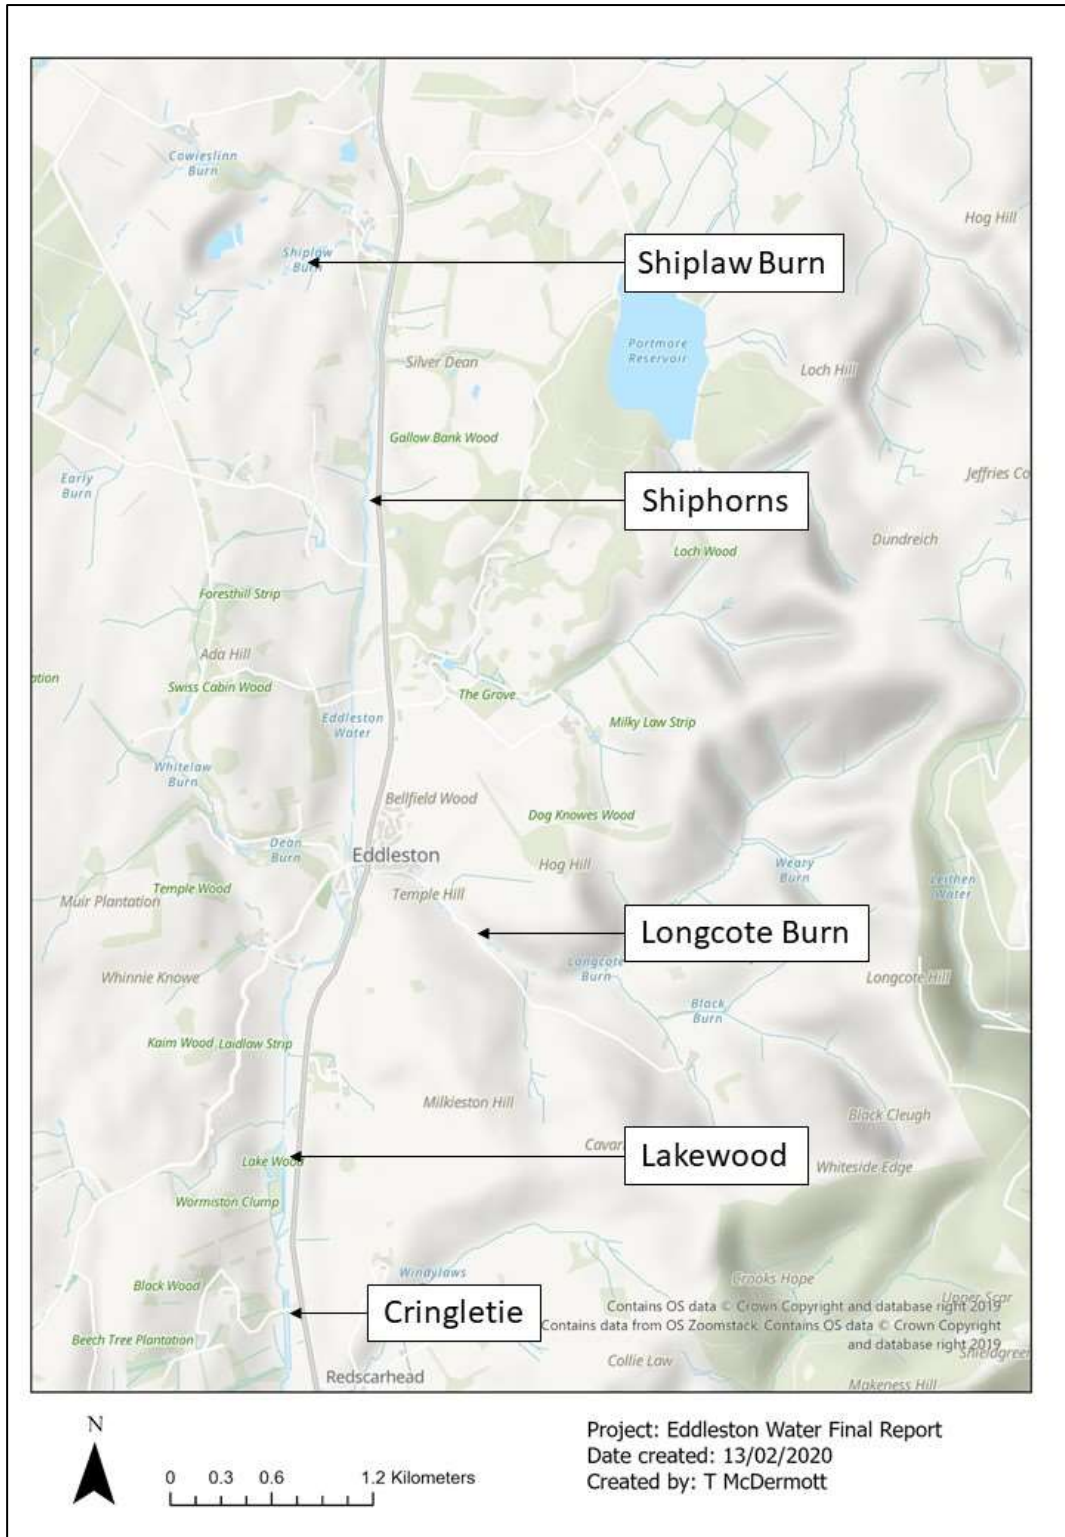 Cowieslinn
Burn
Hog Hill
Shiplaw
Burn
Shiplaw Burn
Portmore
Reservoir
Silver Dean
Loch Hill
Gallow Bank Wood
Early
Burn
Jeffries Co
Shiphorns
Dundreich
Loch Wood
Foresthill Strip
Ada Hill
ation
Swiss Cabin Wood
The Grove
Eddleston
Water
Milky Law Strip
Whitelaw
Burn
Bellfield Wood
Dog Knowes Wood
Dean
Burn
Eddleston
Hog Hill
Weary
Burn
Temple Wood
Temple Hill
Leithen
Water
Muir Plantation
Longcote Burn
Longcote
Burn
Whinnie Knowe
Longcote Hill
Black
Burn
Kaim Wood
Laidlaw Strip
Milkieston Hill
Black Cleugh
Cavar
Lakewood
Lake Wood
Whiteside Edge
Wormiston Clump
Windylaws
Black Wood
Crooks Hope
Upper Scar
Cringletie
Contains OS data © Crown Copyright and database right 2019
Contains data from OS Zoomstack Contains OS data © Crown Copyright
and database right 2019
Beech Tree Plantation
Shieldgreen
Collie Law
Redscarhead
Makeness Hill
N
0 0.3 0.6 1.2 Kilometers
Project: Eddleston Water Final Report
Date created: 13/02/2020
Created by: T McDermott